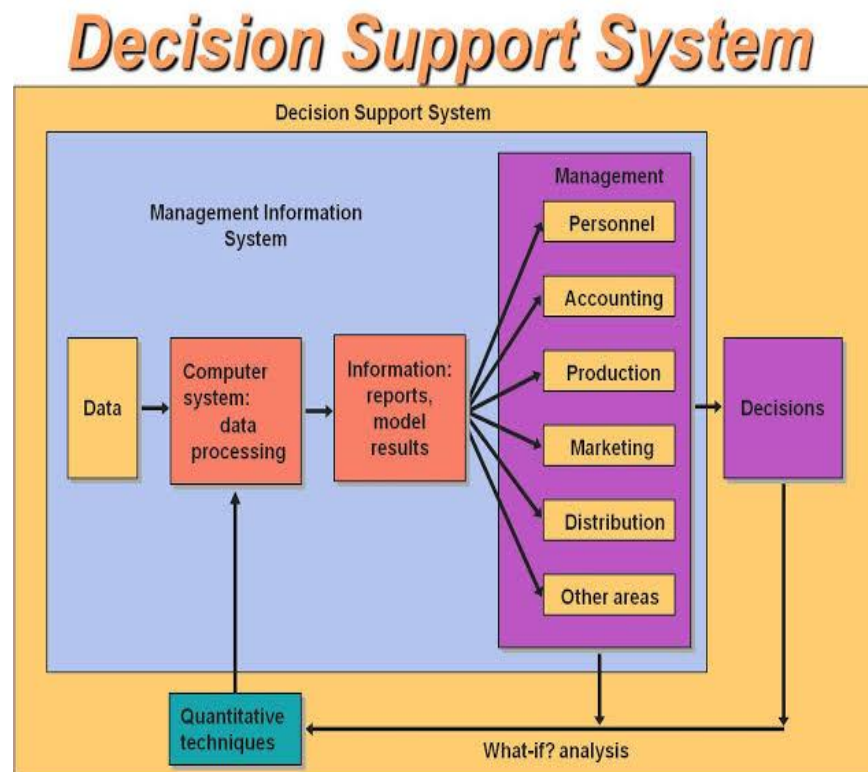 Decision Support System
Decision Support System
Management Information
System
Management
Personnel
Accounting
Production
Marketing
Distribution
Other areas
Data
Computer
system:
data
processing
Information:
reports,
model
results
Decisions
Quantitative
techniques
What-if? analysis